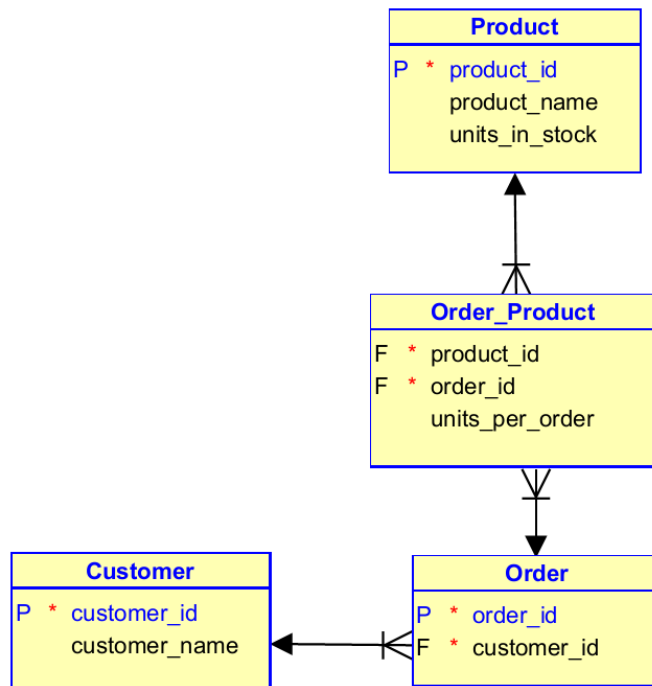 Product
P * product_id
product_name
units_in_stock
Order_Product
F * product_id
F * order_id
units_per_order
Customer
P * customer_id
customer_name
Order
P * order_id
F * customer_id